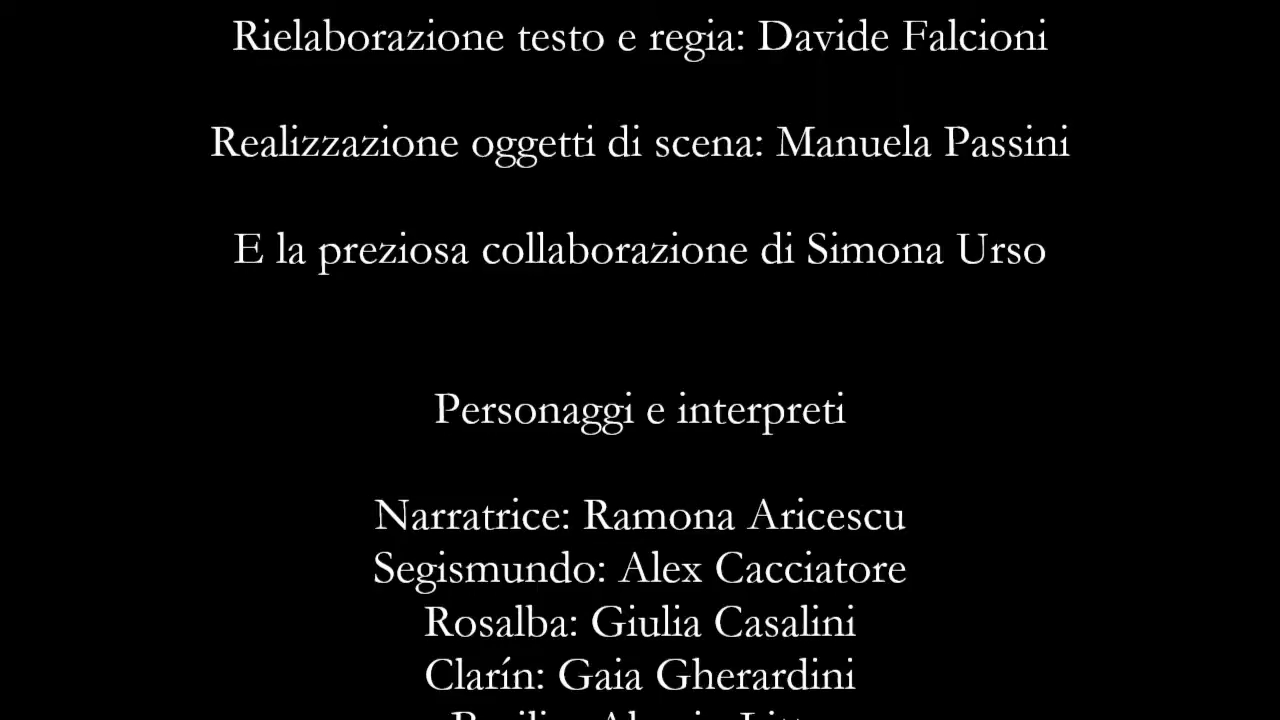 Rielaborazione testo e regia: Davide Falcioni
Realizzazione oggetti di scena: Manuela Passini
E la preziosa collaborazione di Simona Urso
Personaggi e interpreti
Narratrice: Ramona Aricescu
Segismundo: Alex Cacciatore
Rosalba: Giulia Casalini
Clarín: Gaia Gherardini